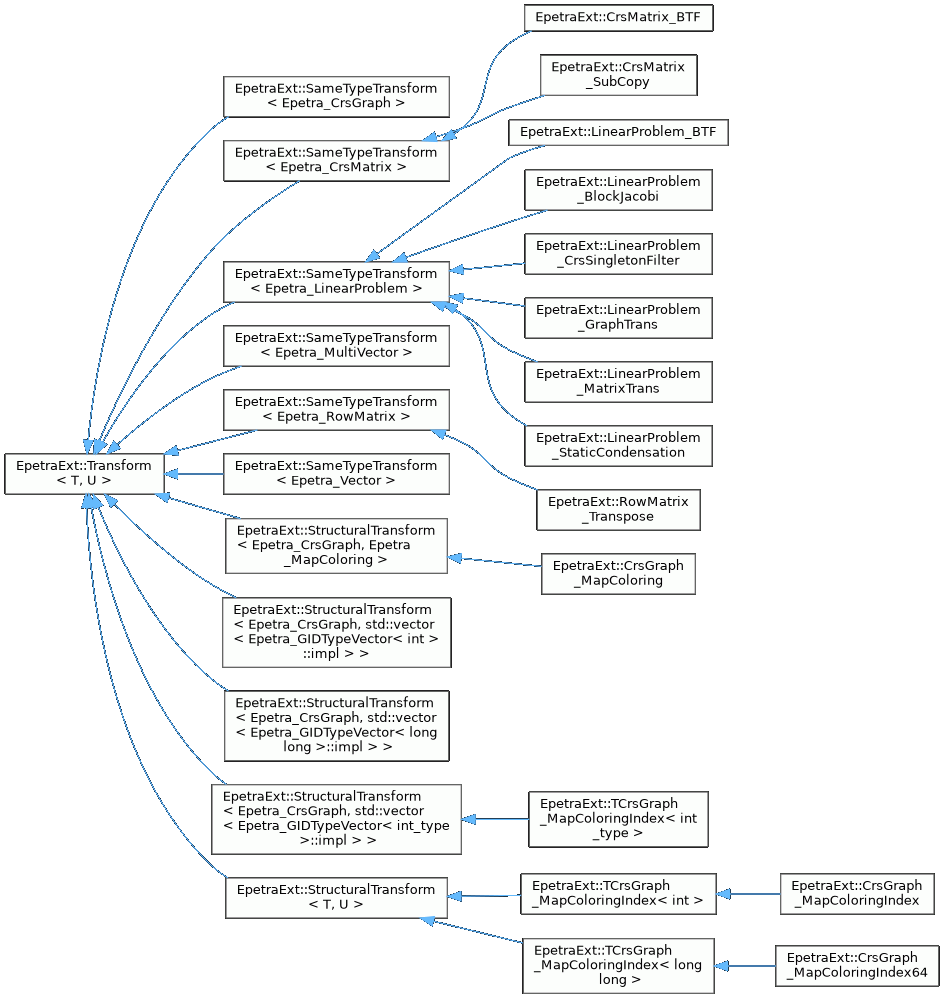 EpetraExt::Transform
< T, U >
EpetraExt::SameTypeTransform
< Epetra_CrsGraph >
EpetraExt::SameTypeTransform
< Epetra_CrsMatrix >
EpetraExt::SameTypeTransform
< Epetra_LinearProblem >
EpetraExt::SameTypeTransform
< Epetra_MultiVector >
EpetraExt::SameTypeTransform
< Epetra_RowMatrix >
EpetraExt::SameTypeTransform
< Epetra_Vector >
EpetraExt::StructuralTransform
< Epetra_CrsGraph, Epetra
_MapColoring >
EpetraExt::StructuralTransform
< Epetra_CrsGraph, std::vector
< Epetra_GIDTypeVector< int >
::impl > >
EpetraExt::StructuralTransform
< Epetra_CrsGraph, std::vector
< Epetra_GIDTypeVector< long
long >::impl > >
EpetraExt::StructuralTransform
< Epetra_CrsGraph, std::vector
< Epetra_GIDTypeVector< int_type
>::impl > >
EpetraExt::StructuralTransform
< T, U >
EpetraExt::CrsMatrix_BTF
EpetraExt::CrsMatrix
_SubCopy
EpetraExt::LinearProblem_BTF
EpetraExt::LinearProblem
_BlockJacobi
EpetraExt::LinearProblem
_CrsSingletonFilter
EpetraExt::LinearProblem
_GraphTrans
EpetraExt::LinearProblem
_MatrixTrans
EpetraExt::LinearProblem
_StaticCondensation
EpetraExt::RowMatrix
_Transpose
EpetraExt::CrsGraph
_MapColoring
EpetraExt::TCrsGraph
_MapColoringIndex< int
_type >
EpetraExt::TCrsGraph
_MapColoringIndex< int >
EpetraExt::TCrsGraph
_MapColoringIndex< long
long >
EpetraExt::CrsGraph
_MapColoringIndex
EpetraExt::CrsGraph
_MapColoringIndex64